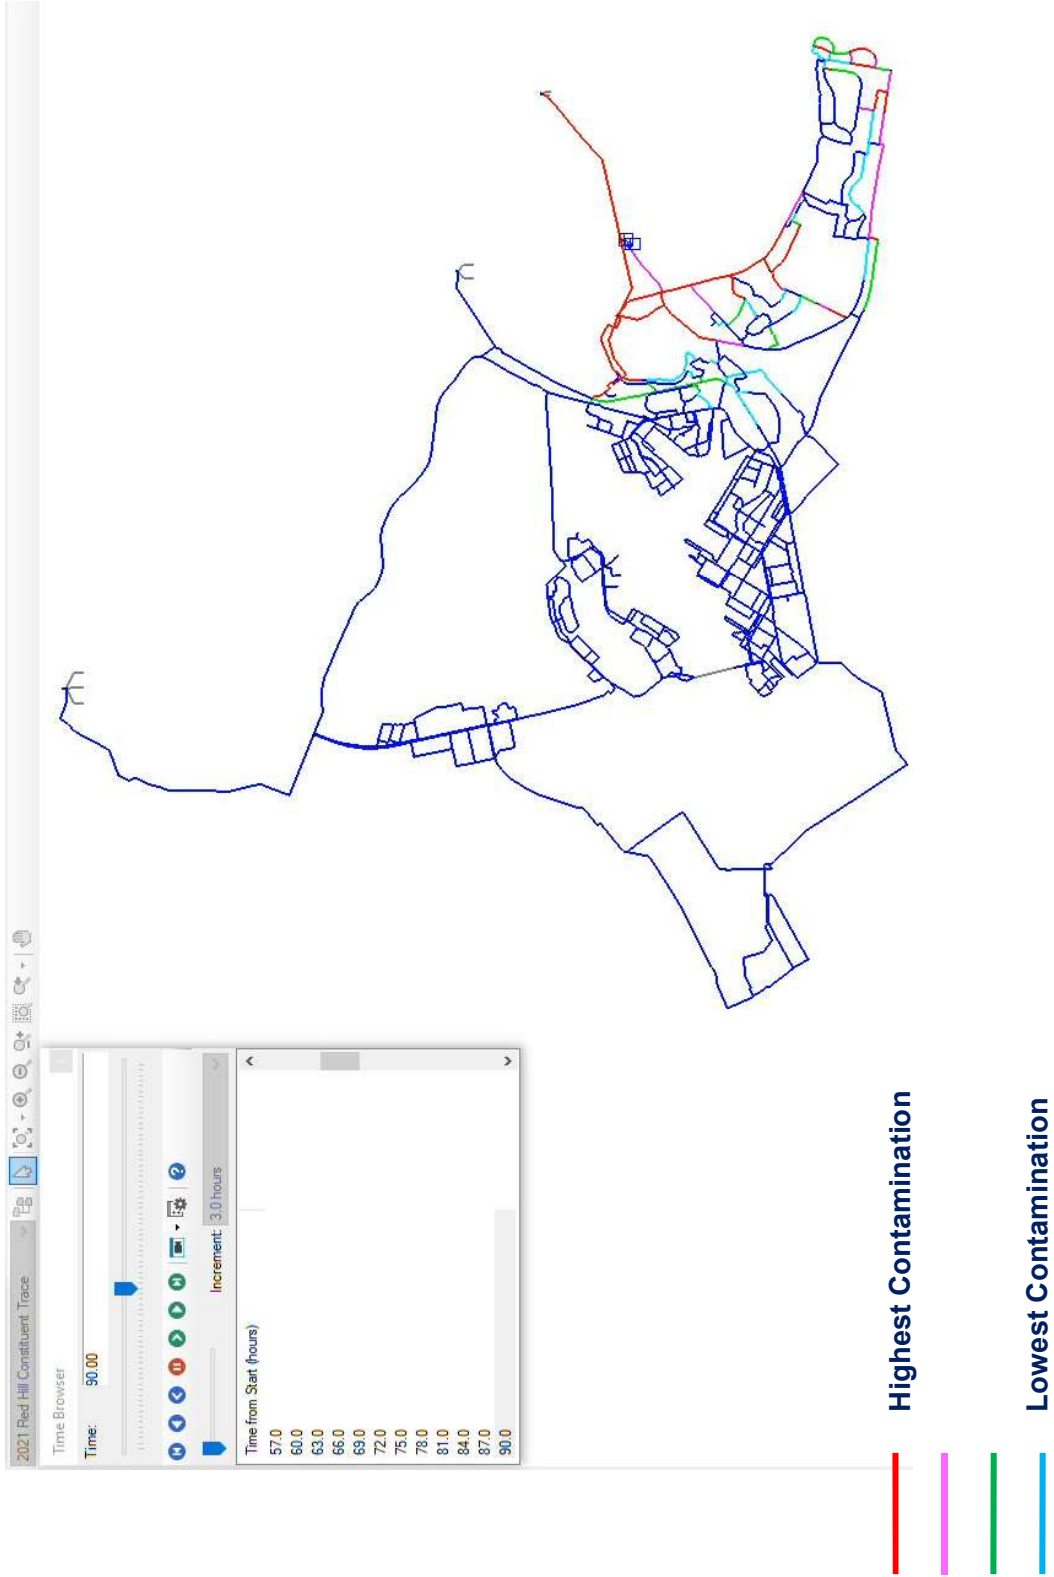 2021 Red Hill Constituent Trace
Time Browser
Time:
90.00
Increment: 3.0 hours
Time from Start (hours)
57.0
60.0
63.0
66.0
69.0
72.0
75.0
78.0
81.0
84.0
87.0
90.0
Highest Contamination
Lowest Contamination